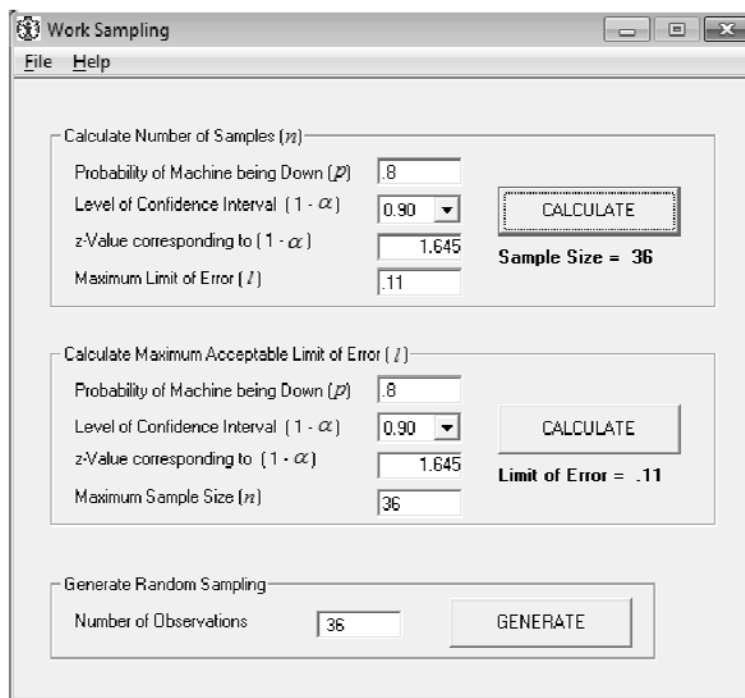 Work Sampling
File Help
Calculate Number of Samples (n)
Probability of Machine being Down (p) .8
Level of Confidence Interval (1 - α) 0.90
CALCULATE
z-Value corresponding to (1 - α) 1.645
Sample Size = 36
Maximum Limit of Error (l) .11
Calculate Maximum Acceptable Limit of Error (l)
Probability of Machine being Down (p) .8
Level of Confidence Interval (1 - α) 0.90
CALCULATE
z-Value corresponding to (1 - α) 1.645
Limit of Error = .11
Maximum Sample Size (n) 36
Generate Random Sampling
Number of Observations 36 GENERATE